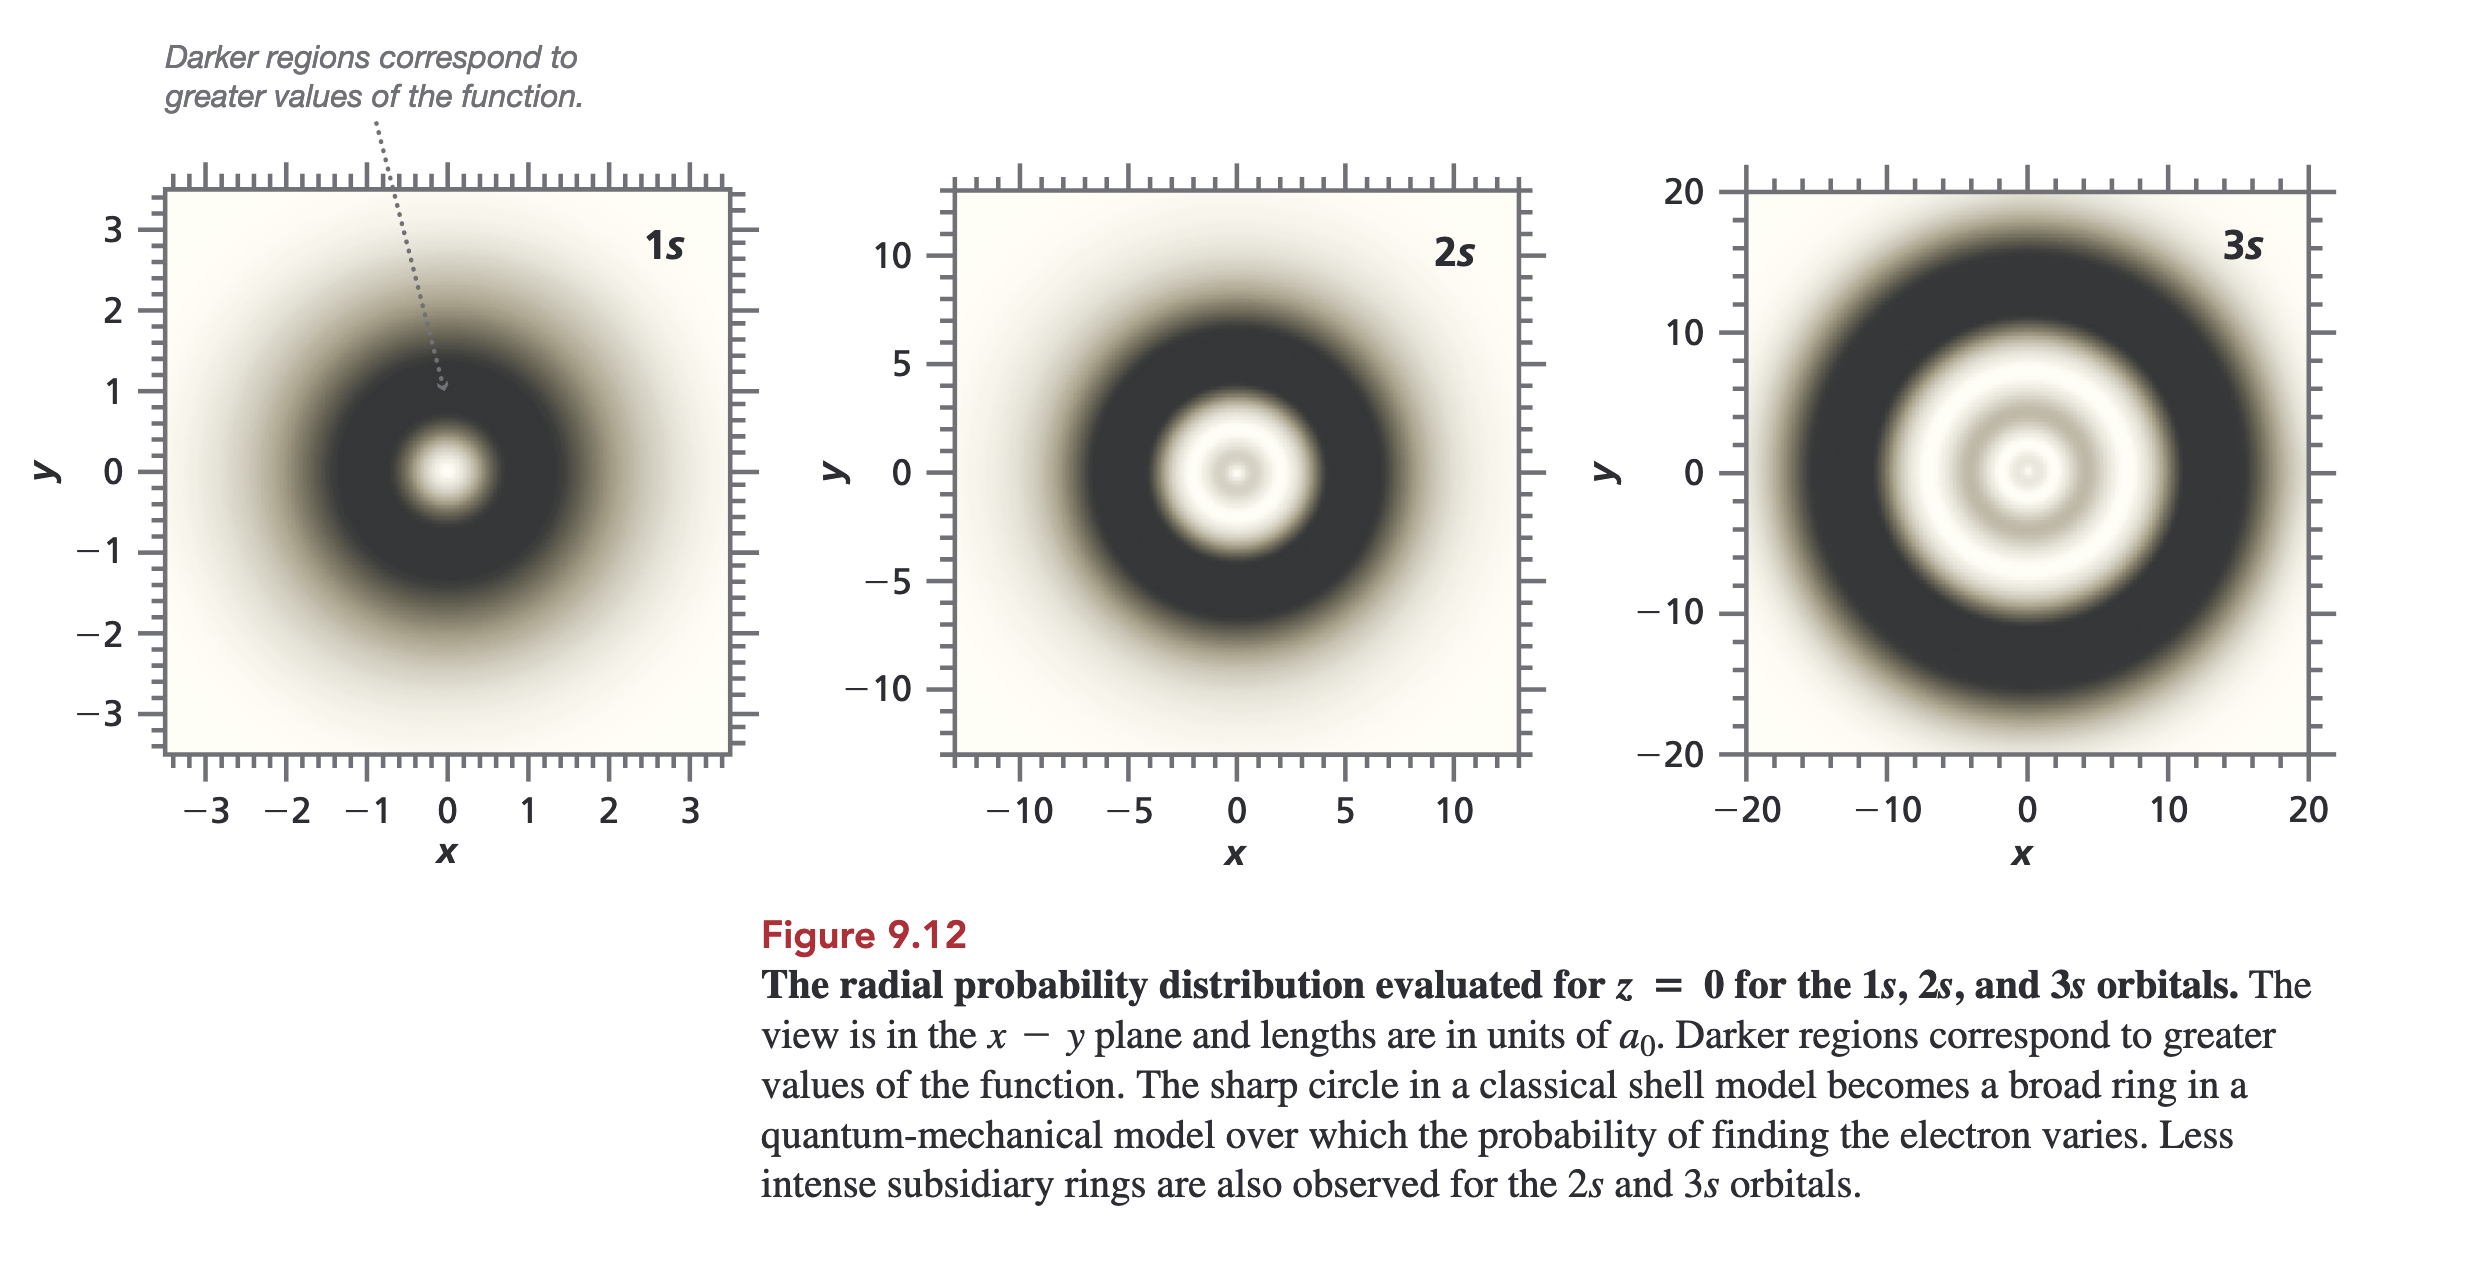 Darker regions correspond to
greater values of the function.
1s
3
2
1
0
−1
−2
−3
y
−3 −2 −1 0 1 2 3
x
2s
10
5
0
−5
−10
y
−10 −5 0 5 10
x
3s
20
10
0
−10
−20
y
−20 −10 0 10 20
x
Figure 9.12
The radial probability distribution evaluated for z = 0 for the 1s, 2s, and 3s orbitals. The
view is in the x − y plane and lengths are in units of a0. Darker regions correspond to greater
values of the function. The sharp circle in a classical shell model becomes a broad ring in a
quantum-mechanical model over which the probability of finding the electron varies. Less
intense subsidiary rings are also observed for the 2s and 3s orbitals.